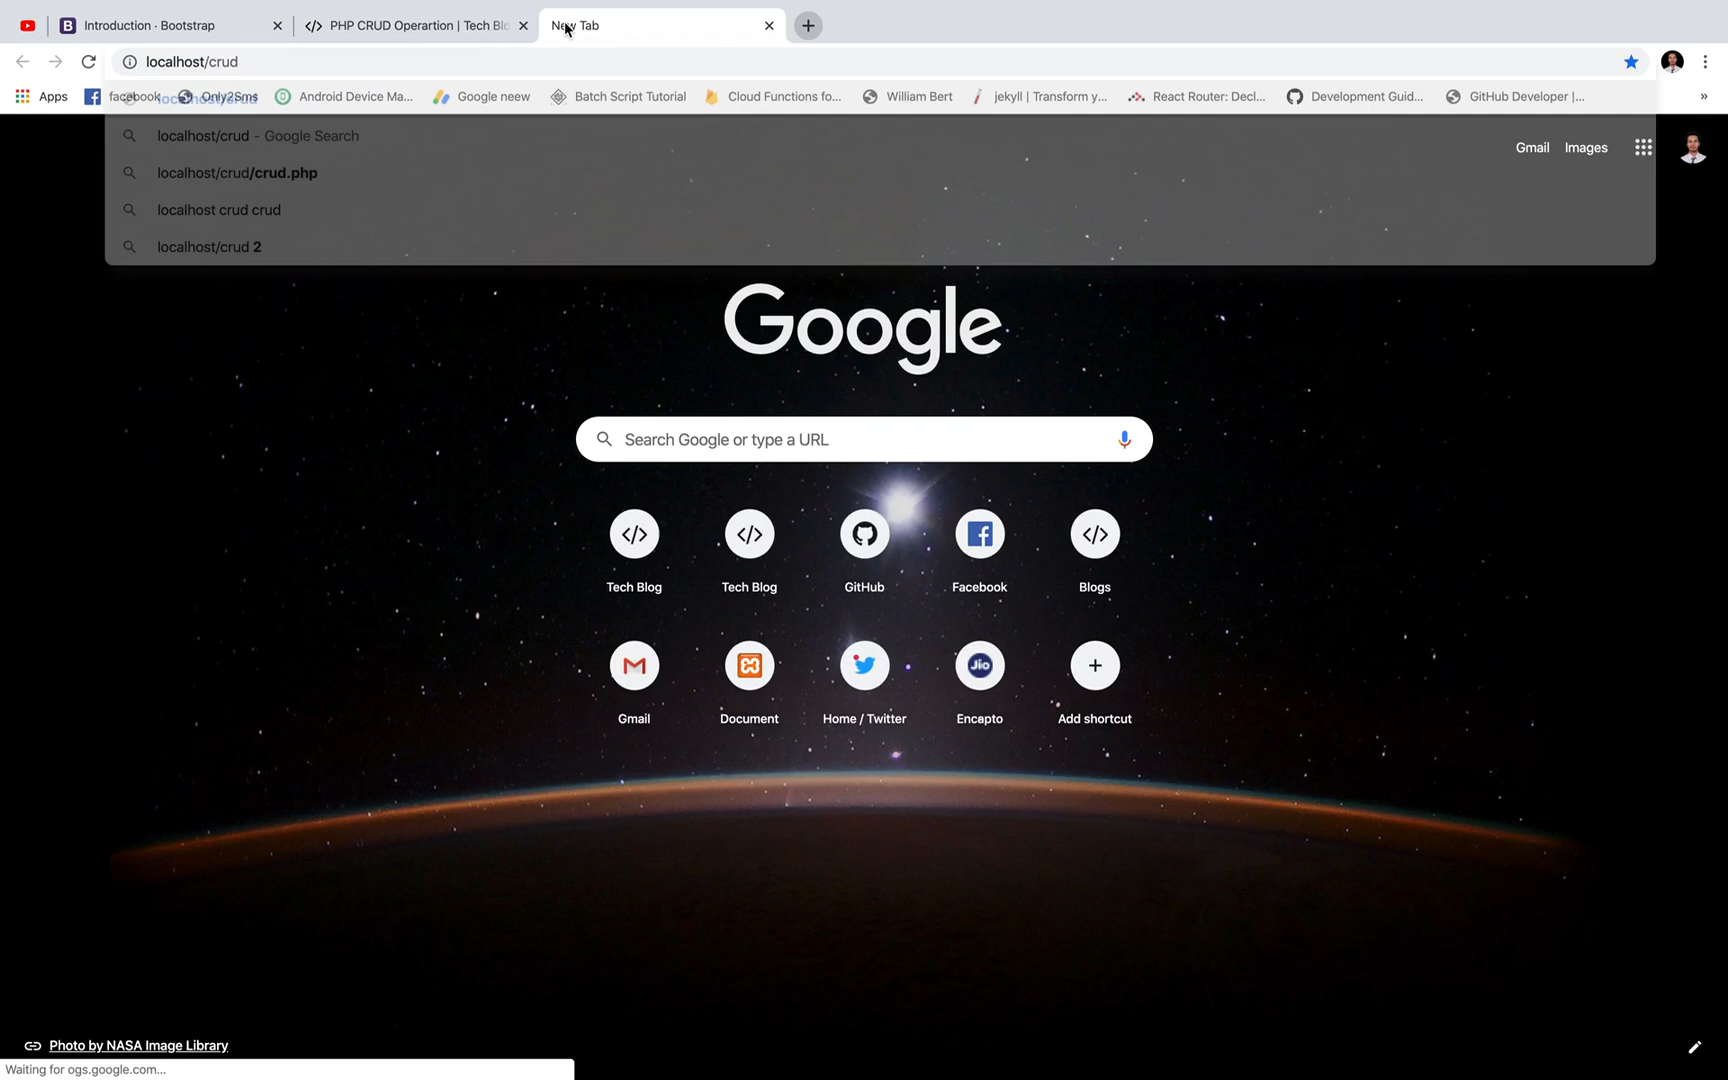 Introduction · Bootstrap
PHP CRUD Operartion | Tech Blo
New Tab
localhost/crud
Apps
facebook
Only2Sms
Android Device Ma...
Google neew
Batch Script Tutorial
Cloud Functions fo...
William Bert
jekyll | Transform y...
React Router: Decl...
Development Guid...
GitHub Developer |...
»
localhost/crud
localhost/crud - Google Search
localhost/crud/crud.php
localhost crud crud
localhost/crud 2
Gmail
Images
Google
Search Google or type a URL
Tech Blog
Tech Blog
GitHub
Facebook
Blogs
Jio
Gmail
Document
Home / Twitter
Encapto
Add shortcut
Photo by NASA Image Library
Waiting for ogs.google.com...